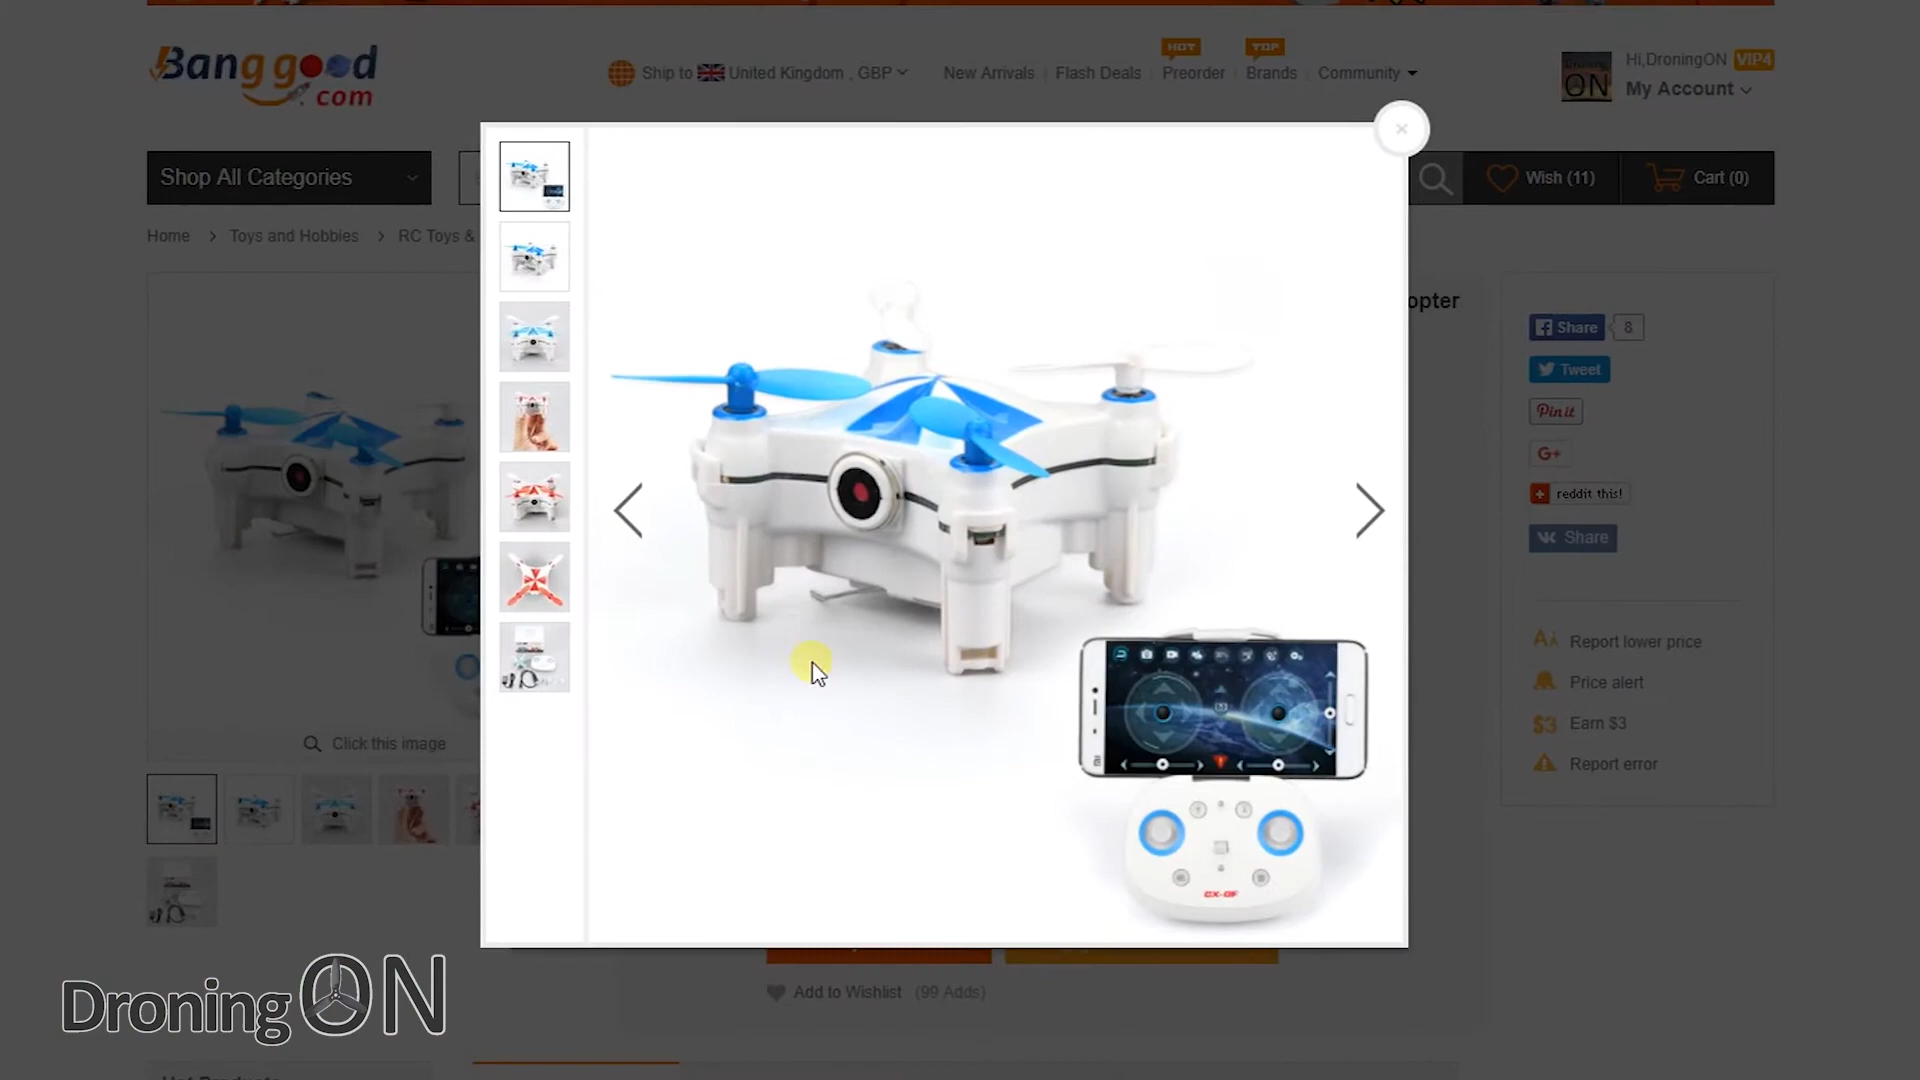 Banggood
.com
Ship to United Kingdom , GBP
New Arrivals
Flash Deals
HOT
Preorder
TOP
Brands
Community
Hi,DroningON VIP4
My Account
ON
Shop All Categories
Wish (11)
Cart (0)
Home > Toys and Hobbies > RC Toys &
opter
Share 8
Tweet
Pin it
G+
reddit this!
Share
Report lower price
Price alert
$3 Earn $3
Report error
Click this image
CX-OF
Add to Wishlist (99 Adds)
DroningON